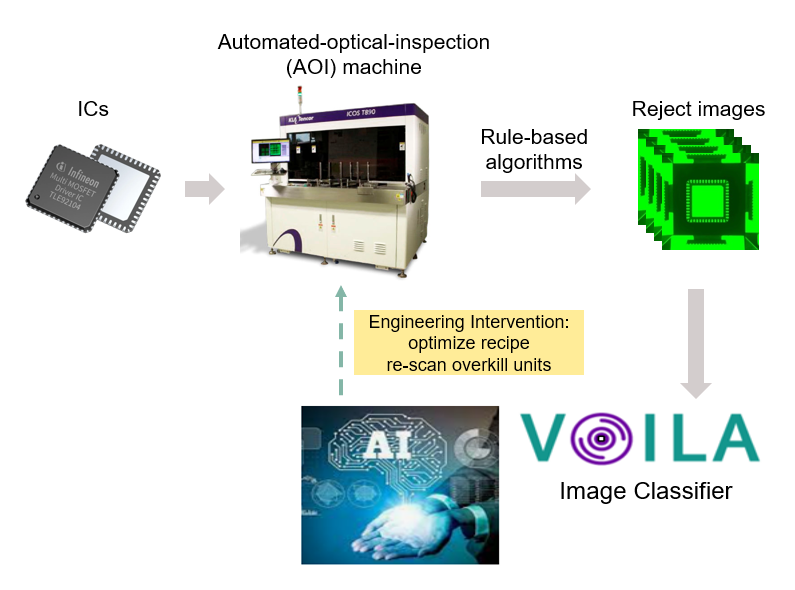 Automated-optical-inspection
(AOI) machine
ICs
Reject images
KLA Tencor
ICOS T890
Rule-based
algorithms
infineon
Multi MOSFET
Driver IC
TLE92104
Engineering Intervention:
optimize recipe
re-scan overkill units
AI
VOILA
Image Classifier